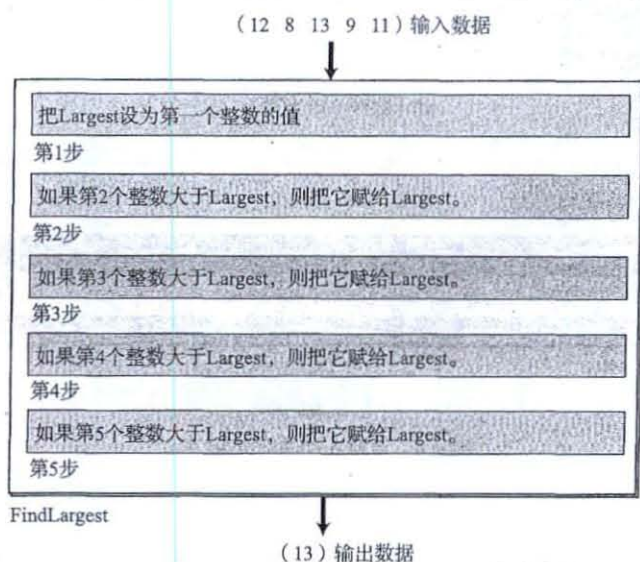 （12 8 13 9 11）输入数据
把Largest设为第一个整数的值
第1步
如果第2个整数大于Largest，则把它赋给Largest。
第2步
如果第3个整数大于Largest，则把它赋给Largest。
第3步
如果第4个整数大于Largest，则把它赋给Largest。
第4步
如果第5个整数大于Largest，则把它赋给Largest。
第5步
FindLargest
（13）输出数据